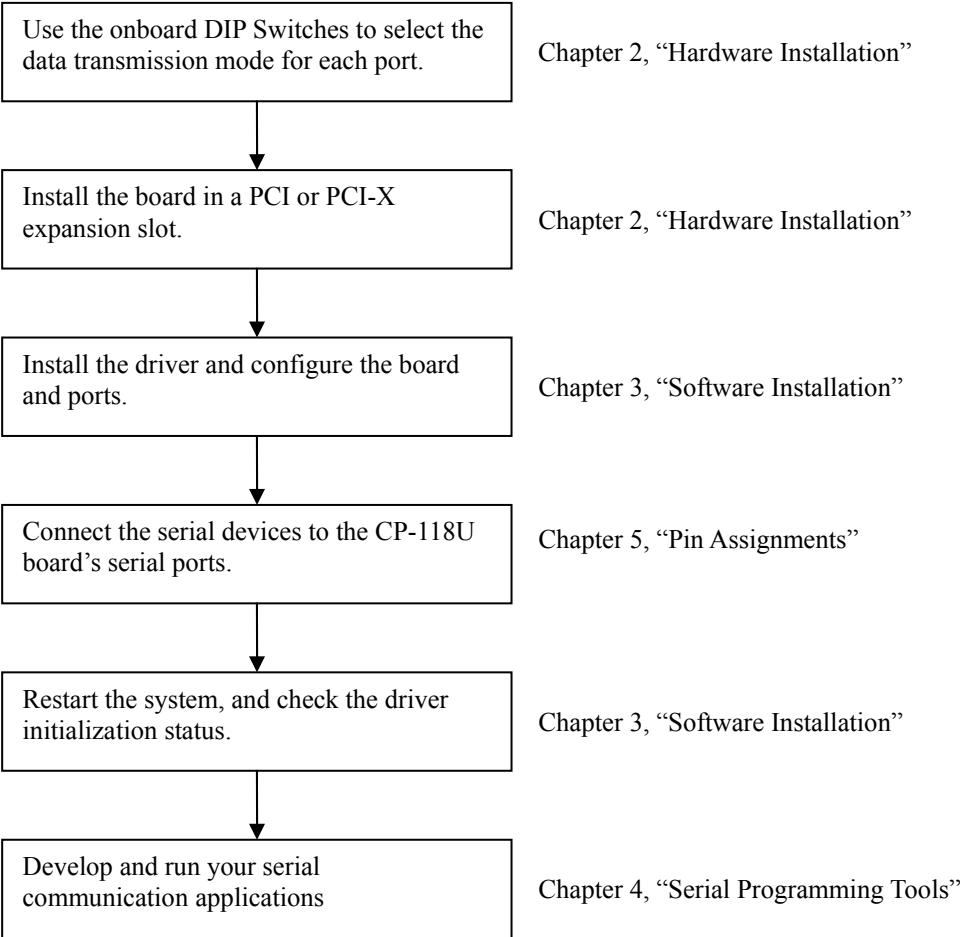 Use the onboard DIP Switches to select the
data transmission mode for each port.
Chapter 2, “Hardware Installation”
Install the board in a PCI or PCI-X
expansion slot.
Chapter 2, “Hardware Installation”
Install the driver and configure the board
and ports.
Chapter 3, “Software Installation”
Connect the serial devices to the CP-118U
board’s serial ports.
Chapter 5, “Pin Assignments”
Restart the system, and check the driver
initialization status.
Chapter 3, “Software Installation”
Develop and run your serial
communication applications
Chapter 4, “Serial Programming Tools”